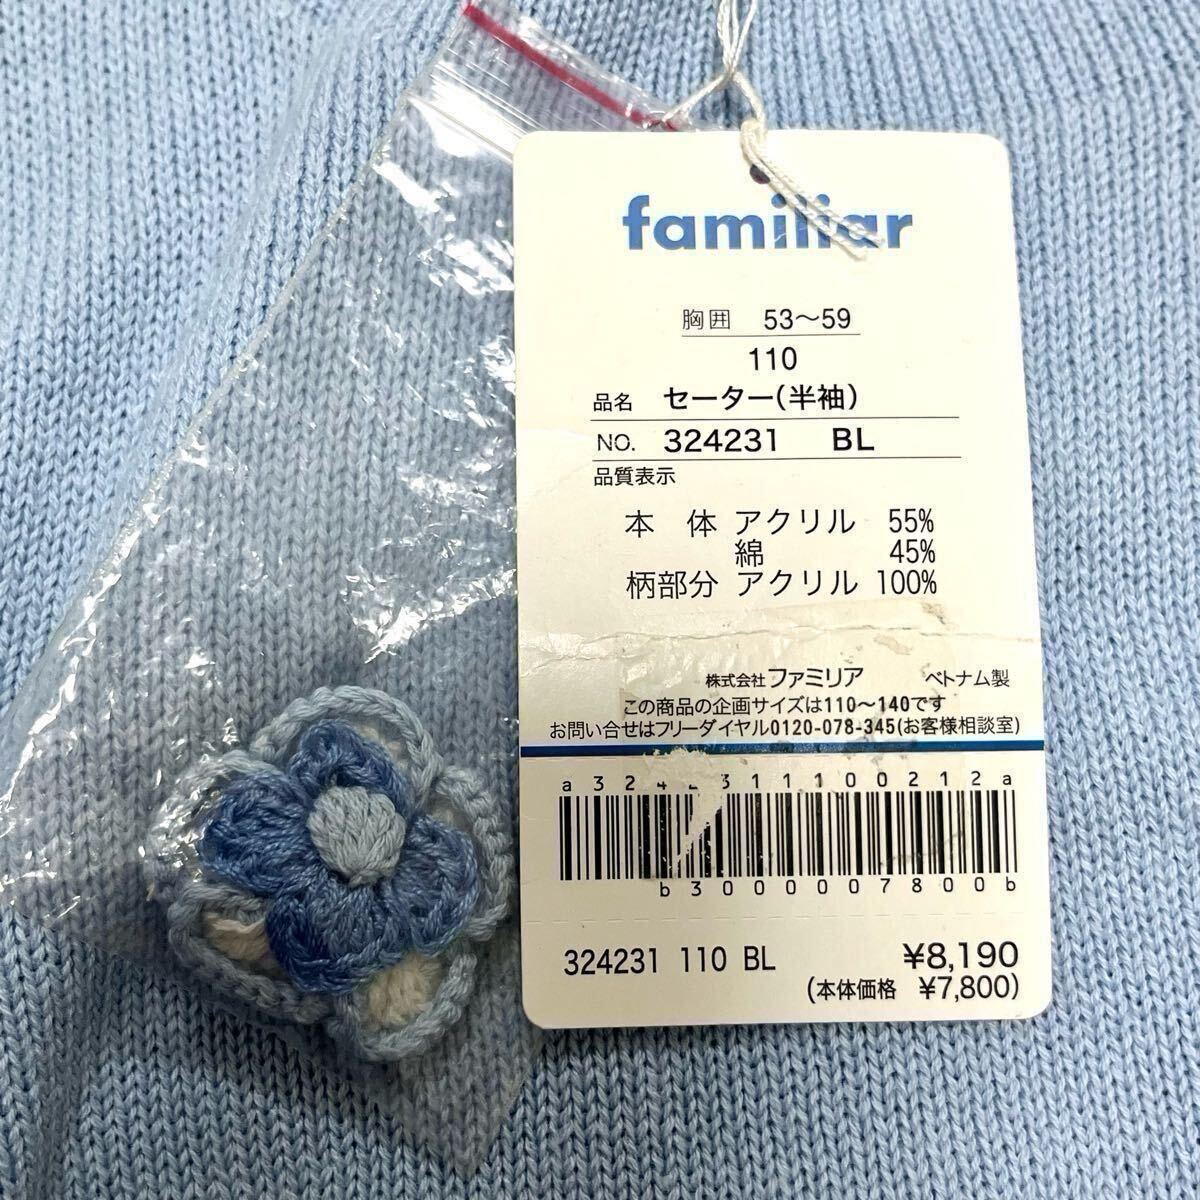 familiar
胸囲 53〜59
110
品名 セーター(半袖)
NO. 324231 BL
品質表示
本 体 アクリル 55%
綿 45%
柄部分 アクリル 100%
株式会社ファミリア ベトナム製
この商品の企画サイズは110〜140です
お問い合せはフリーダイヤル0120-078-345(お客様相談室)
b3000007800b
324231 110 BL ¥8,190
(本体価格 ¥7,800)